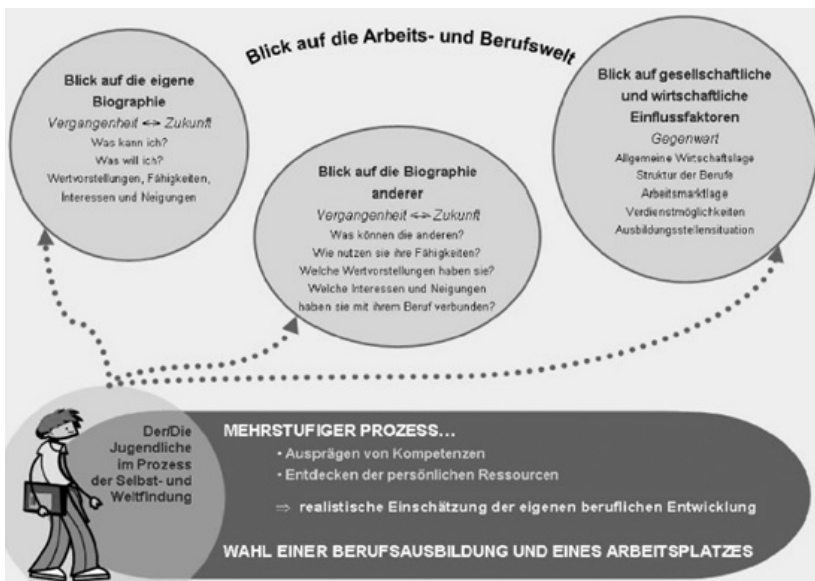 Blick auf die Arbeits- und Berufswelt
Blick auf die eigene
Biographie
Vergangenheit <=> Zukunft
Was kann ich?
Was will ich?
Wertvorstellungen, Fähigkeiten,
Interessen und Neigungen
Blick auf die Biographie
anderer
Vergangenheit <=> Zukunft
Was können die anderen?
Wie nutzen sie ihre Fähigkeiten?
Welche Wertvorstellungen haben sie?
Welche Interessen und Neigungen
haben sie mit ihrem Beruf verbunden?
Blick auf gesellschaftliche
und wirtschaftliche
Einflussfaktoren
Gegenwart
Allgemeine Wirtschaftslage
Struktur der Berufe
Arbeitsmarktlage
Verdienstmöglichkeiten
Ausbildungsstellensituation
Der/Die
Jugendliche
im Prozess
der Selbst- und
Weltfindung
MEHRSTUFIGER PROZESS...
• Ausprägen von Kompetenzen
• Entdecken der persönlichen Ressourcen
⇒ realistische Einschätzung der eigenen beruflichen Entwicklung
WAHL EINER BERUFSAUSBILDUNG UND EINES ARBEITSPLATZES